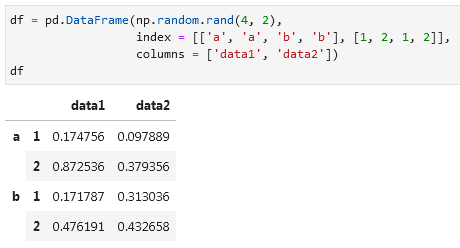 df = pd.DataFrame(np.random.rand(4, 2),
index = [['a', 'a', 'b', 'b'], [1, 2, 1, 2]],
columns = ['data1', 'data2'])
df
data1 data2
a 1 0.174756 0.097889
2 0.872536 0.379356
b 1 0.171787 0.313036
2 0.476191 0.432658